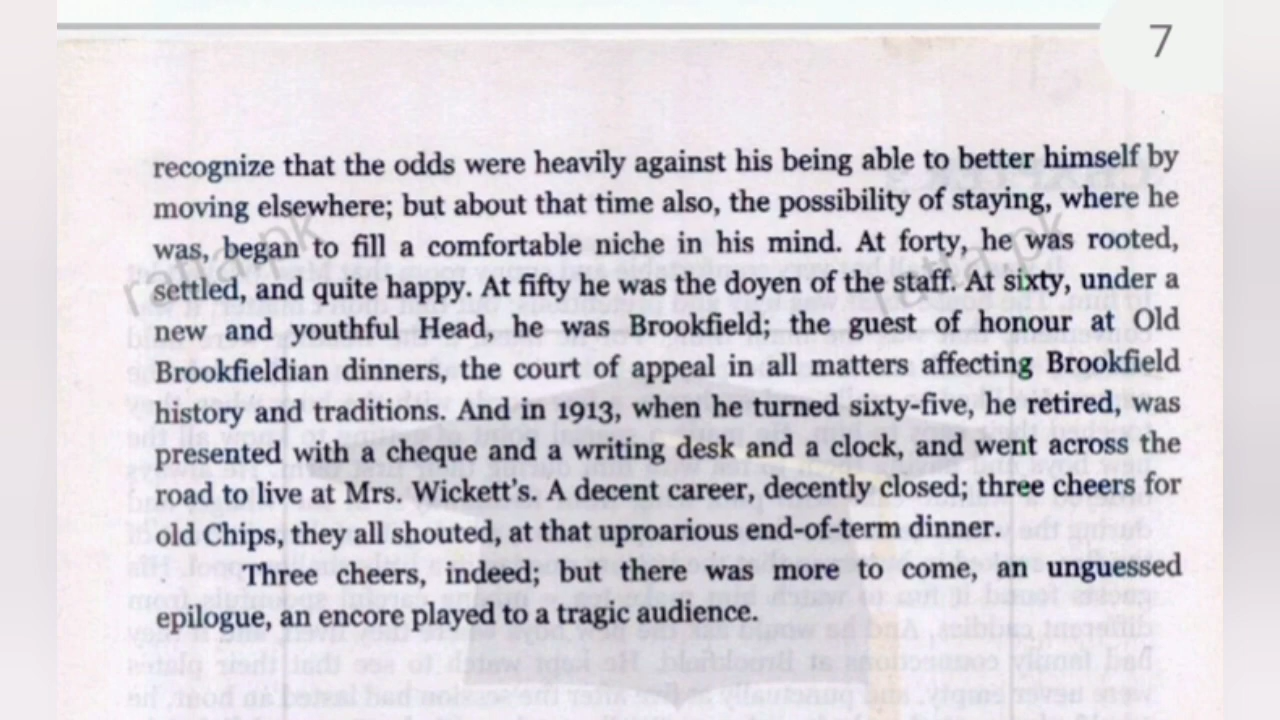 7
recognize that the odds were heavily against his being able to better himself by
moving elsewhere; but about that time also, the possibility of staying, where he
was, began to fill a comfortable niche in his mind. At forty, he was rooted,
settled, and quite happy. At fifty he was the doyen of the staff. At sixty, under a
new and youthful Head, he was Brookfield; the guest of honour at Old
Brookfieldian dinners, the court of appeal in all matters affecting Brookfield
history and traditions. And in 1913, when he turned sixty-five, he retired, was
presented with a cheque and a writing desk and a clock, and went across the
road to live at Mrs. Wickett's. A decent career, decently closed; three cheers for
old Chips, they all shouted, at that uproarious end-of-term dinner.
Three cheers, indeed; but there was more to come, an unguessed
epilogue, an encore played to a tragic audience.